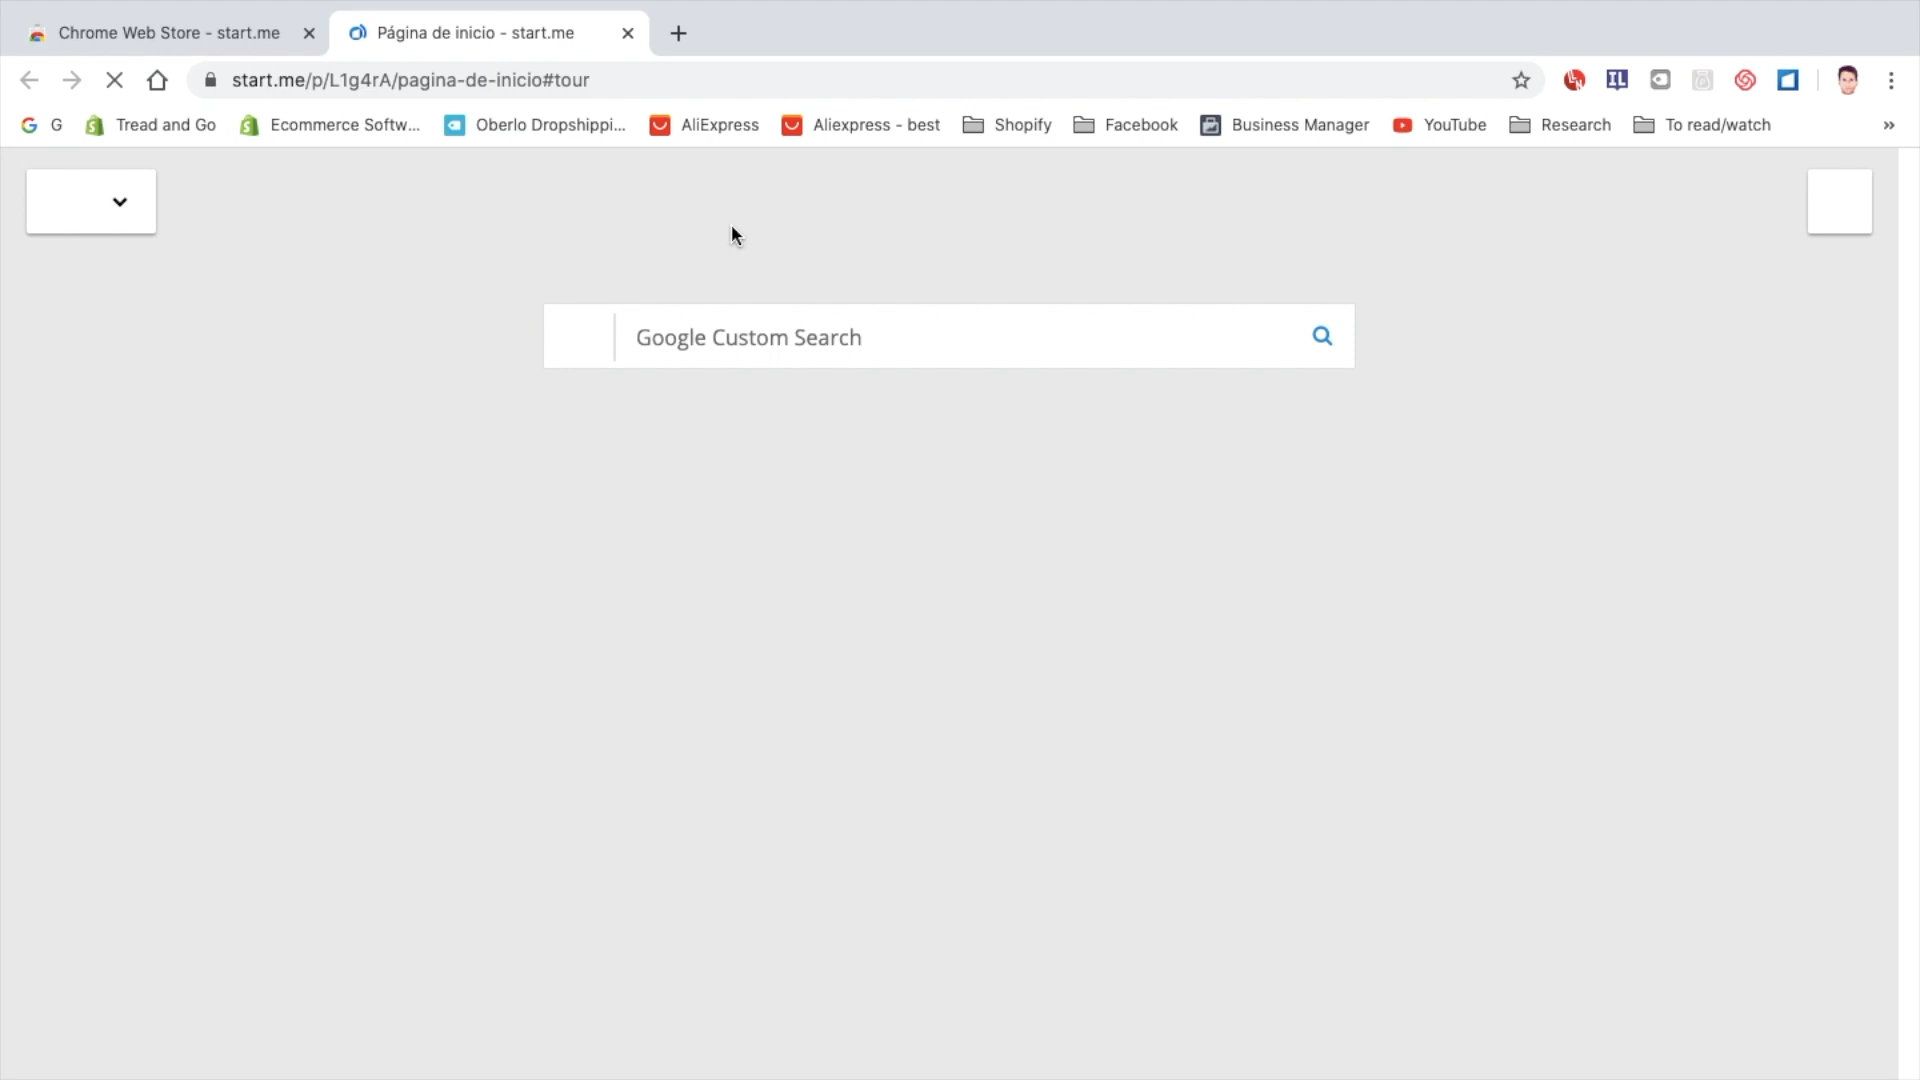 Chrome Web Store - start.me
Página de inicio - start.me
start.me/p/L1g4rA/pagina-de-inicio#tour
G Tread and Go Ecommerce Softw... Oberlo Dropshippi... AliExpress Aliexpress - best Shopify Facebook Business Manager YouTube Research To read/watch »
Google Custom Search